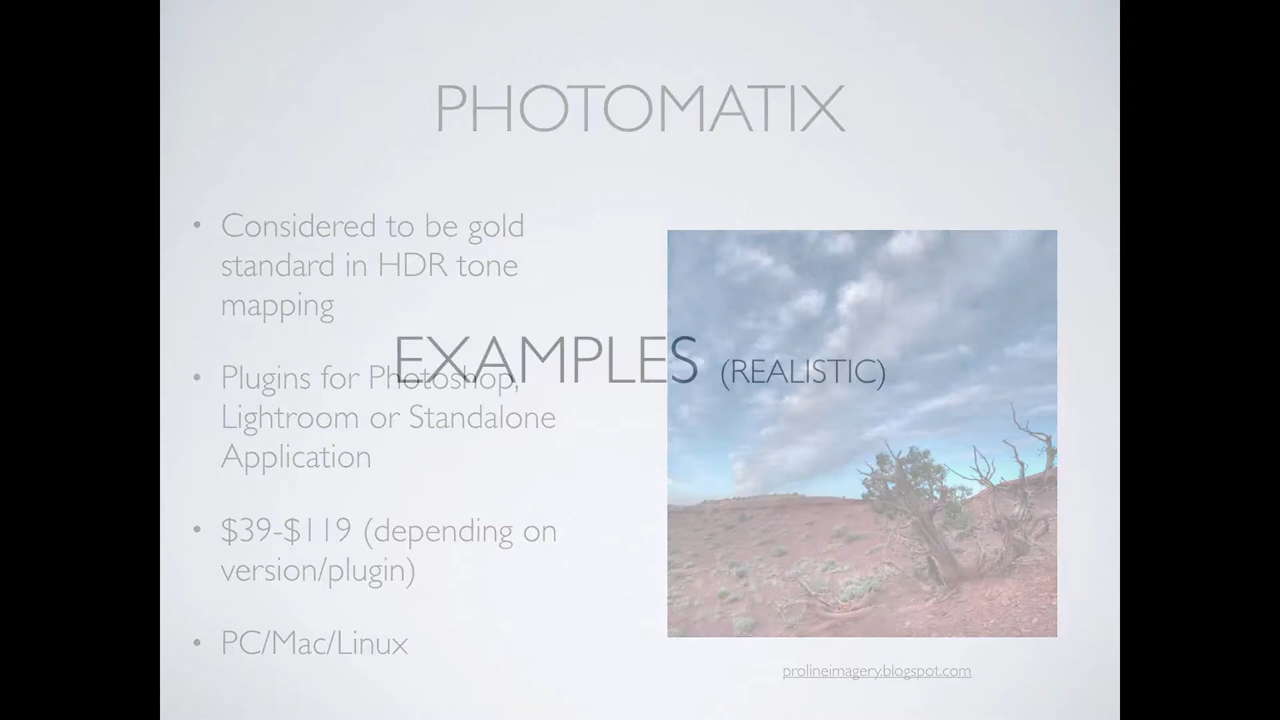 PHOTOMATIX
• Considered to be gold
standard in HDR tone
mapping
EXAMPLES (REALISTIC)
• Plugins for Photoshop,
Lightroom or Standalone
Application
• $39-$119 (depending on
version/plugin)
• PC/Mac/Linux
prolineimagery.blogspot.com